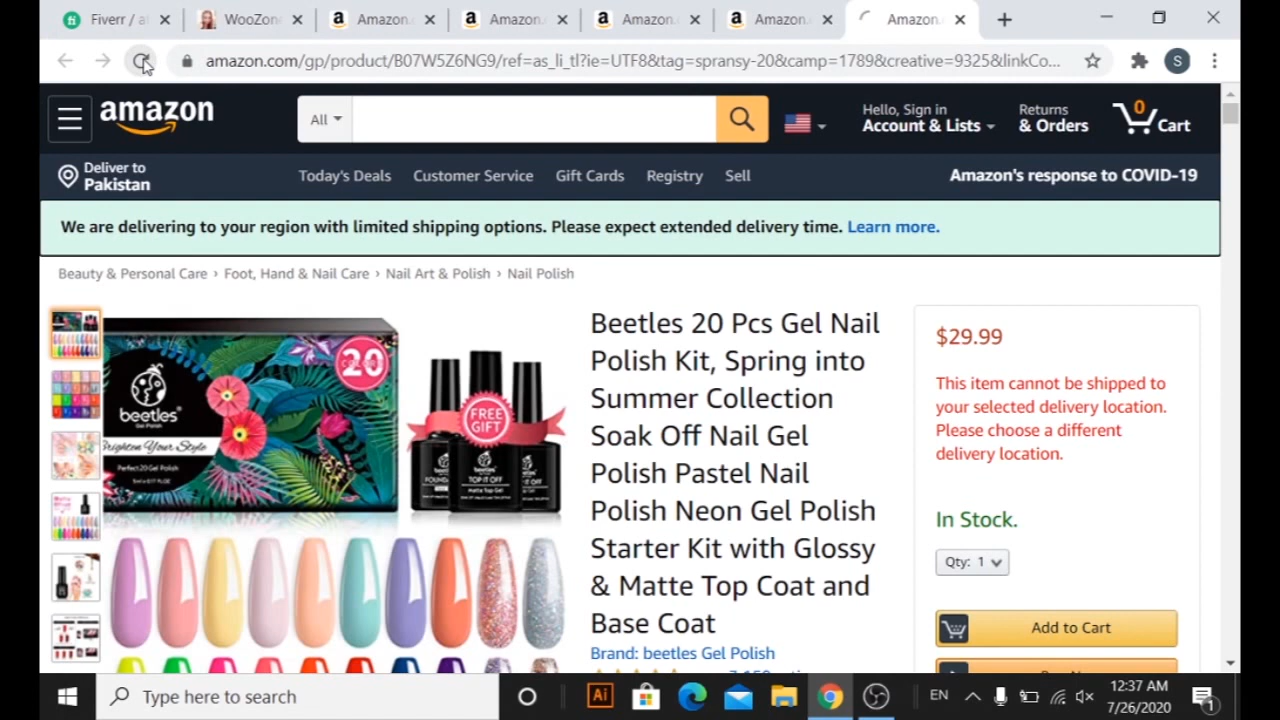 Fiverr / a
WooZon
Amazon.
Amazon.
Amazon.
Amazon.
Amazon.
amazon.com/gp/product/B07W5Z6NG9/ref=as_li_tl?ie=UTF8&tag=spransy-20&camp=1789&creative=9325&linkCo...
S
amazon
All
Hello, Sign in
Account & Lists
Returns
& Orders
0
Cart
Deliver to
Pakistan
Today's Deals
Customer Service
Gift Cards
Registry
Sell
Amazon's response to COVID-19
We are delivering to your region with limited shipping options. Please expect extended delivery time. Learn more.
Beauty & Personal Care › Foot, Hand & Nail Care › Nail Art & Polish › Nail Polish
20
COLORS
beetles
Gel Polish
Brighten Your Style
Perfect 20 Gel Polish
FREE
GIFT
beetles
TOP IT OFF
Matte Top Gel
Beetles 20 Pcs Gel Nail
Polish Kit, Spring into
Summer Collection
Soak Off Nail Gel
Polish Pastel Nail
Polish Neon Gel Polish
Starter Kit with Glossy
& Matte Top Coat and
Base Coat
Brand: beetles Gel Polish
$29.99
This item cannot be shipped to
your selected delivery location.
Please choose a different
delivery location.
In Stock.
Qty: 1
Add to Cart
Type here to search
Ai
EN
12:37 AM
7/26/2020
1